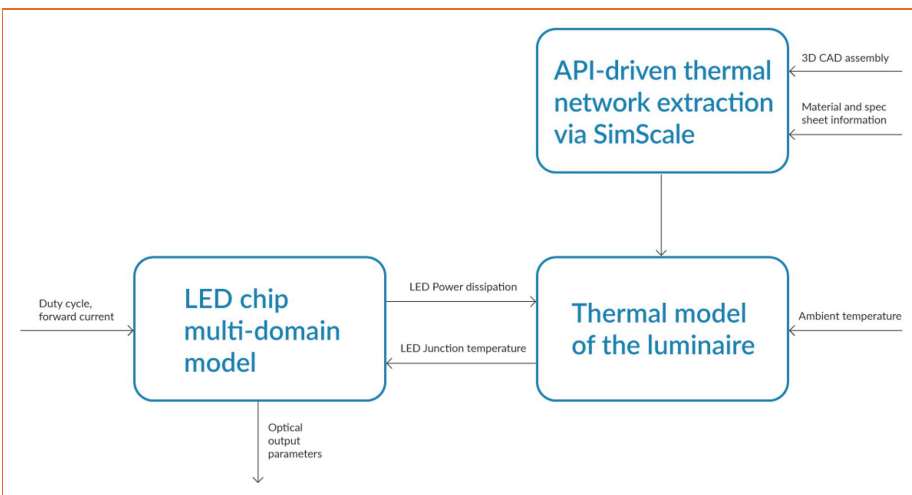 API-driven thermal
network extraction
via SimScale
3D CAD assembly
Material and spec
sheet information
Duty cycle,
forward current
LED chip
multi-domain
model
LED Power dissipation
LED Junction temperature
Thermal model
of the luminaire
Ambient temperature
Optical
output
parameters